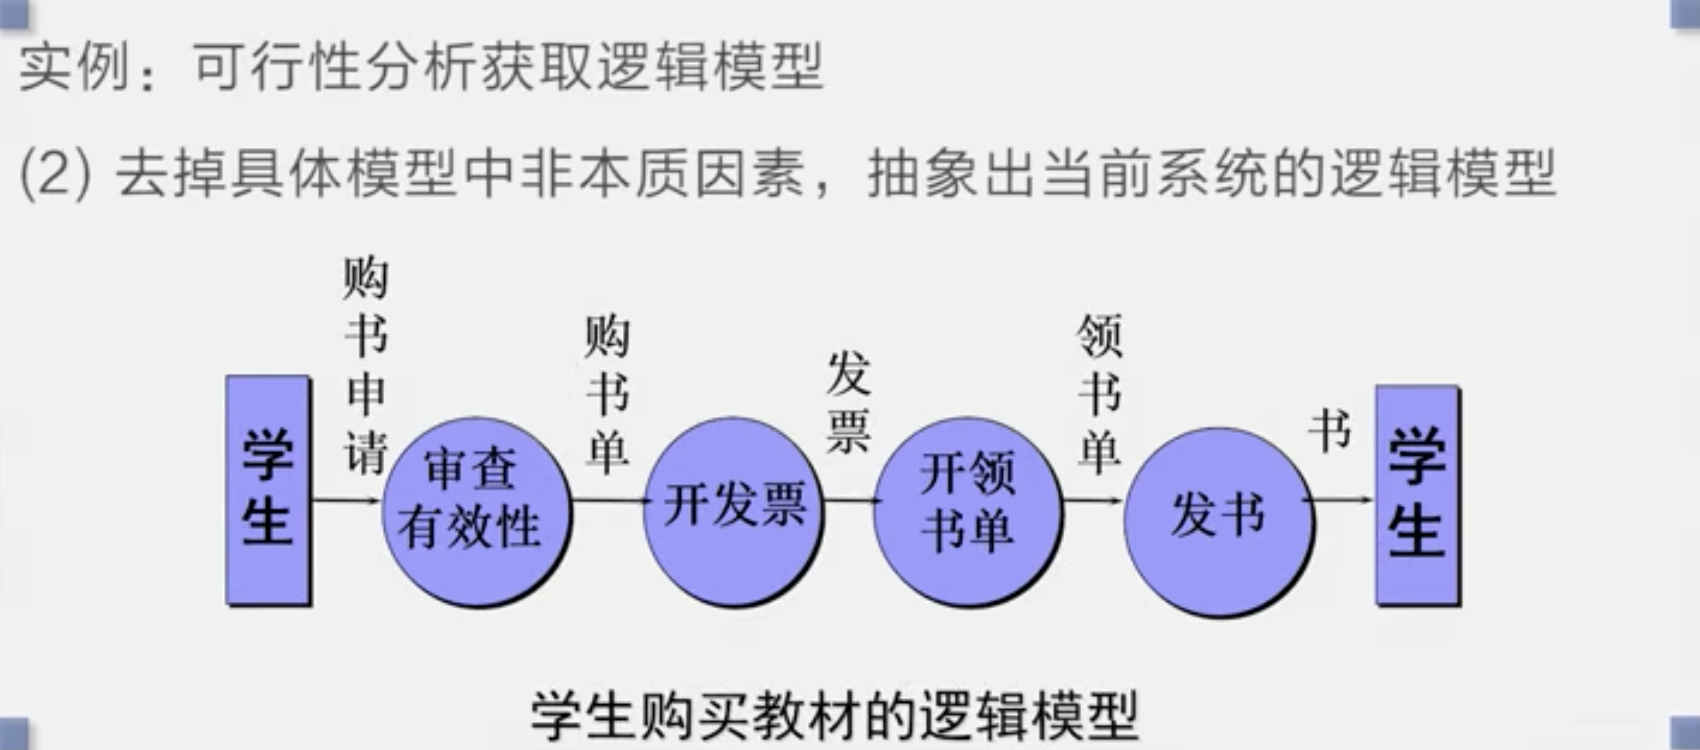 实例：可行性分析获取逻辑模型
(2) 去掉具体模型中非本质因素，抽象出当前系统的逻辑模型
学生
购书申请
审查
有效性
购书单
开发票
发票
开领
书单
领书单
发书
书
学生
学生购买教材的逻辑模型